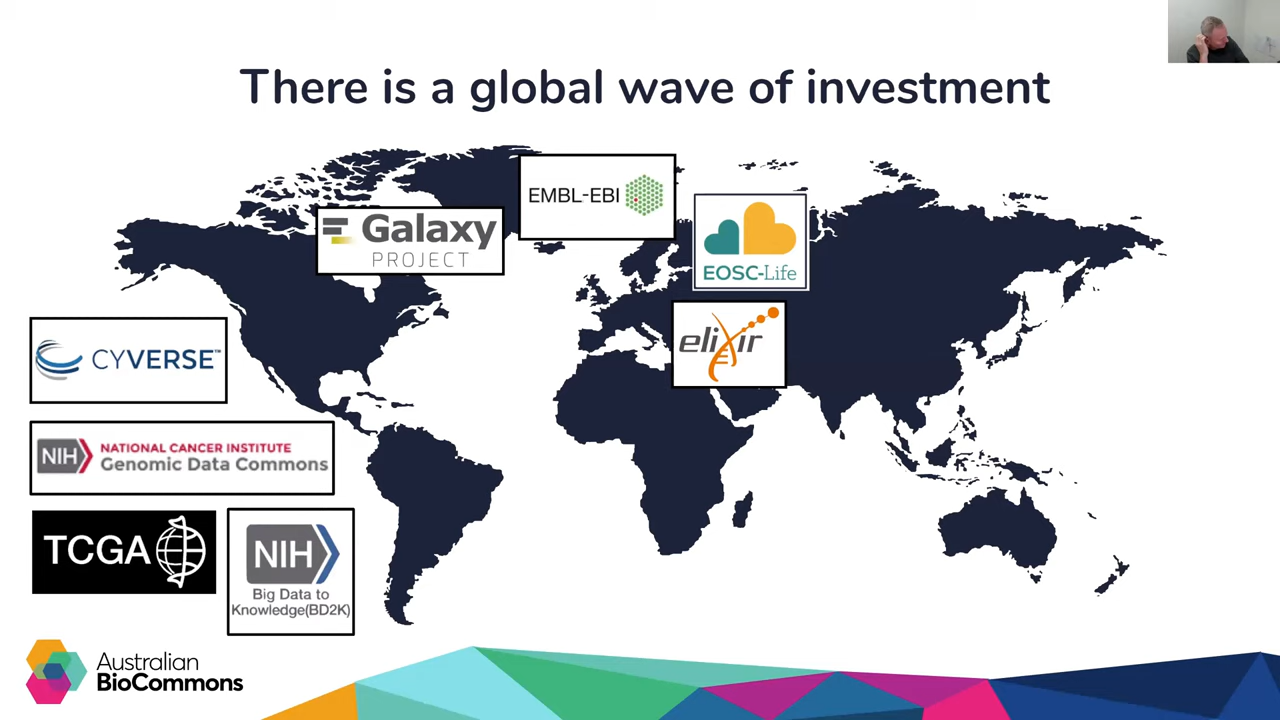 There is a global wave of investment
EMBL-EBI
Galaxy
PROJECT
EOSC-Life
elixir
CYVERSE™
NIH
NATIONAL CANCER INSTITUTE
Genomic Data Commons
TCGA
NIH
Big Data to
Knowledge(BD2K)
Australian
BioCommons